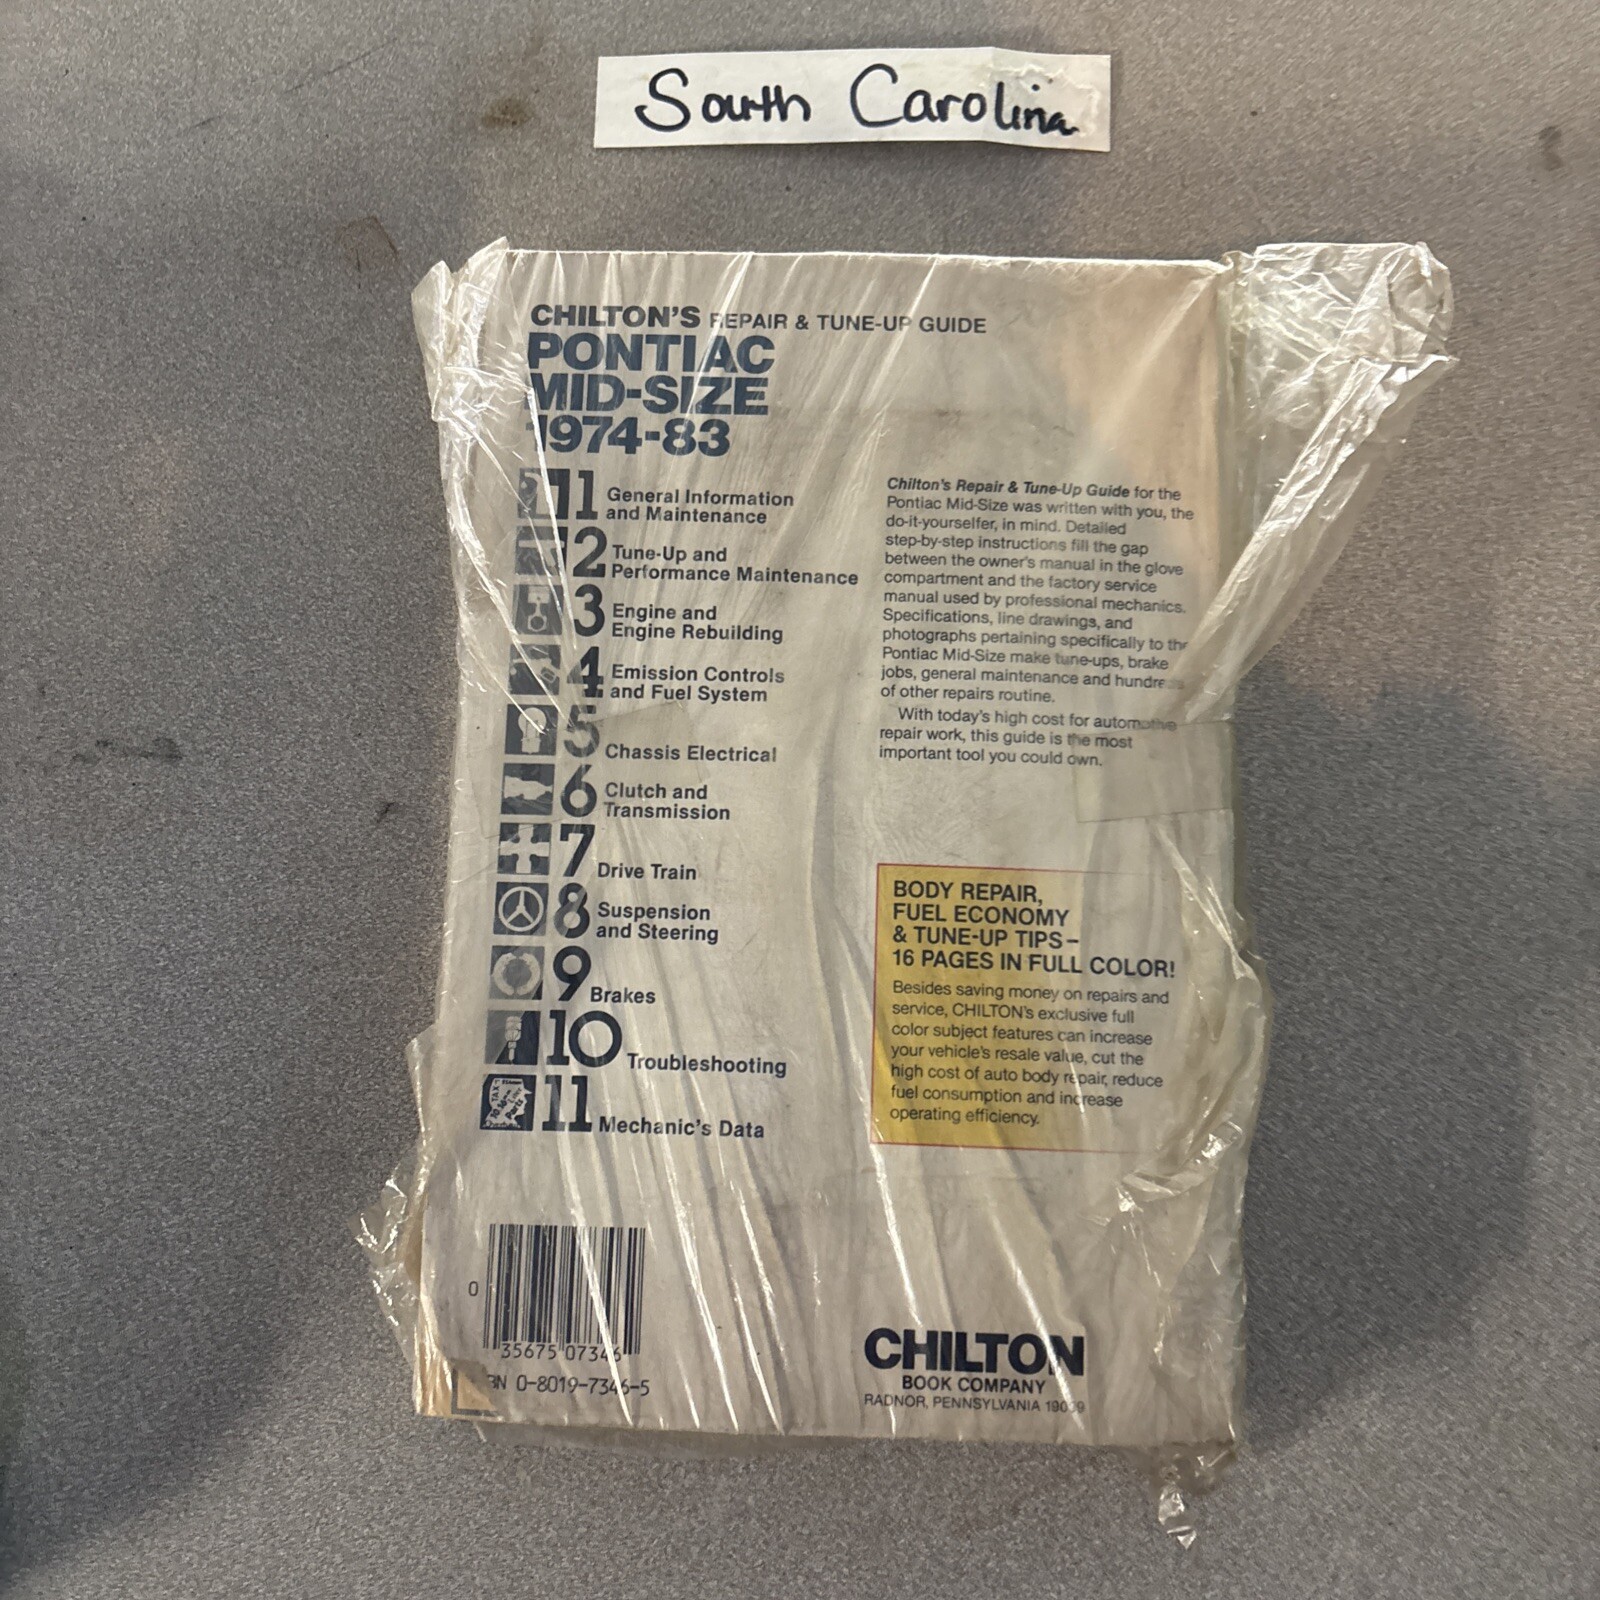 South Carolina
CHILTON'S REPAIR & TUNE-UP GUIDE
PONTIAC
MID-SIZE
1974-83
1 General Information
and Maintenance
2 Tune-Up and
Performance Maintenance
3 Engine and
Engine Rebuilding
4 Emission Controls
and Fuel System
5 Chassis Electrical
6 Clutch and
Transmission
7 Drive Train
8 Suspension
and Steering
9 Brakes
10 Troubleshooting
11 Mechanic's Data
Chilton's Repair & Tune-Up Guide for the
Pontiac Mid-Size was written with you, the
do-it-yourselfer, in mind. Detailed
step-by-step instructions fill the gap
between the owner's manual in the glove
compartment and the factory service
manual used by professional mechanics.
Specifications, line drawings, and
photographs pertaining specifically to the
Pontiac Mid-Size make tune-ups, brake
jobs, general maintenance and
of other repairs routine.
With today's high cost for automotive
repair work, this guide is the most
important tool you could own.
BODY REPAIR,
FUEL ECONOMY
& TUNE-UP TIPS–
16 PAGES IN FULL COLOR!
Besides saving money on repairs and
service, CHILTON's exclusive full
color subject features can increase
your vehicle's resale value, cut the
high cost of auto body repair, reduce
fuel consumption and increase
operating efficiency.
0
35675 07346
0-8019-7346-5
CHILTON
BOOK COMPANY
RADNOR, PENNSYLVANIA